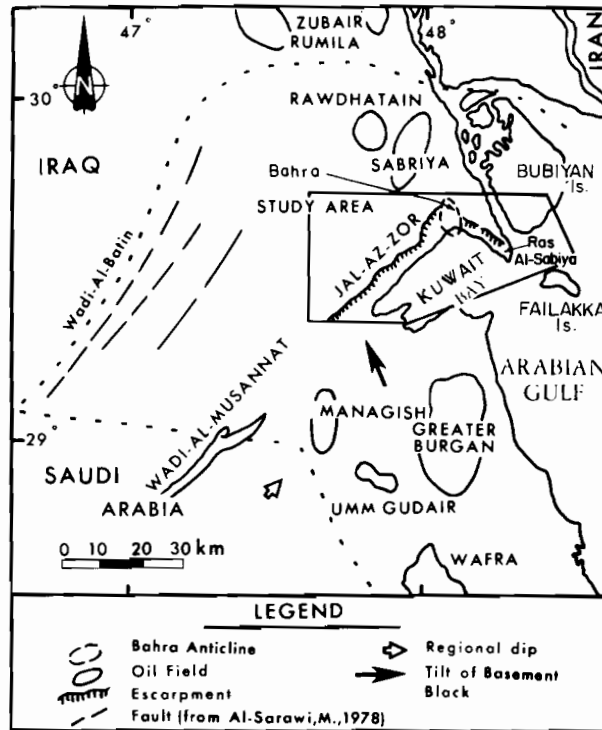 47
48
ZUBAIR
RUMILA
IRAN
N
30°
RAWDHATAIN
IRAQ
SABRIYA
BUBIYAN
Is.
Bahra
STUDY AREA
Ras
Al-Sabiya
JAL-AZ-ZOR
KUWAIT
BAY
Wadi-Al-Batin
FAILAKKA
Is.
ARABIAN
GULF
WADI-AL-MUSANNAT
MANAGISH
GREATER
BURGAN
29°
SAUDI
ARABIA
UMM GUDAIR
0 10 20 30 km
WAFRA
LEGEND
Bahra Anticline
Regional dip
Oil Field
Tilt of Basement
Block
Escarpment
Fault (from Al-Sarawi,M.,1978)